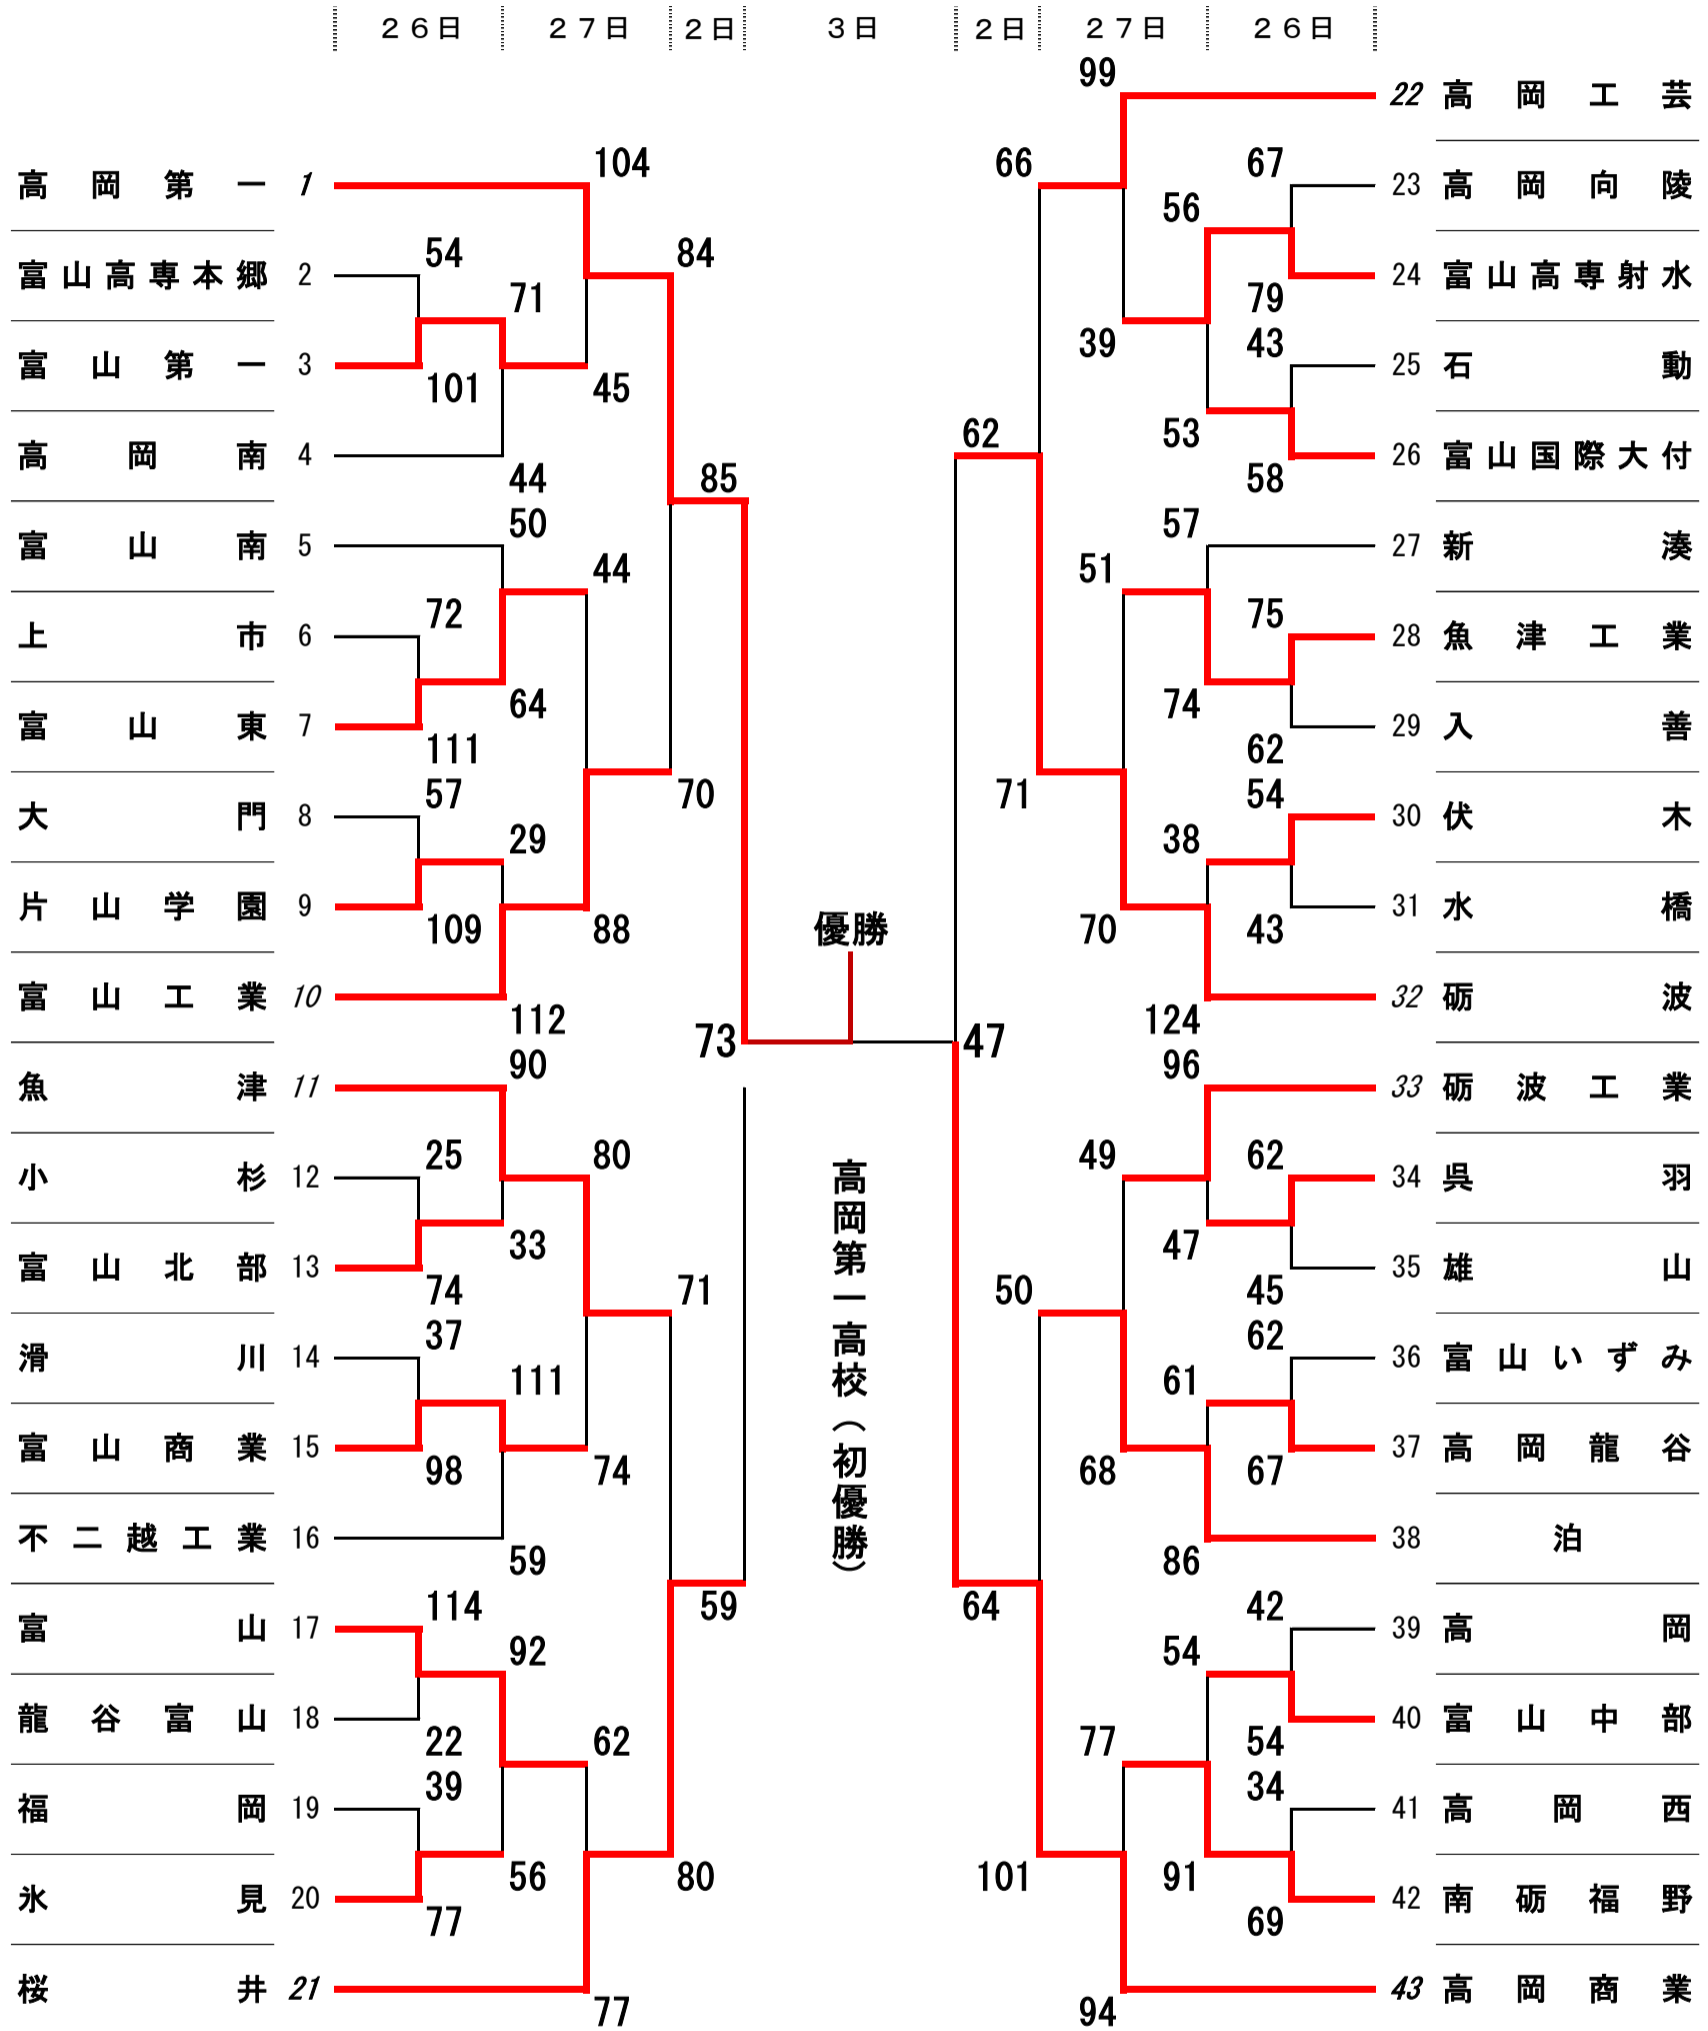 ２６日 ２７日 ２日 ３日 ２日 ２７日 ２６日
高岡第一 1
富山高専本郷 2
富山第一 3
高岡南 4
富山南 5
上市 6
富山東 7
大門 8
片山学園 9
富山工業 10
魚津 11
小杉 12
富山北部 13
滑川 14
富山商業 15
不二越工業 16
富山 17
龍谷富山 18
福岡 19
氷見 20
桜井 21
54
101
72
111
57
109
25
74
37
98
114
22
39
77
71
44
50
64
29
112
90
33
111
59
92
56
104
45
44
88
80
74
62
77
84
70
71
80
85
59
73
優勝
47
高岡第一高校（初優勝）
62
64
66
71
50
101
99
39
51
70
49
68
77
94
56
53
57
74
38
124
96
47
61
86
54
91
67
79
43
58
75
62
54
43
62
45
62
67
42
54
34
69
22 高岡工芸
23 高岡向陵
24 富山高専射水
25 石動
26 富山国際大付
27 新湊
28 魚津工業
29 入善
30 伏木
31 水橋
32 砺波
33 砺波工業
34 呉羽
35 雄山
36 富山いずみ
37 高岡龍谷
38 泊
39 高岡
40 富山中部
41 高岡西
42 南砺福野
43 高岡商業